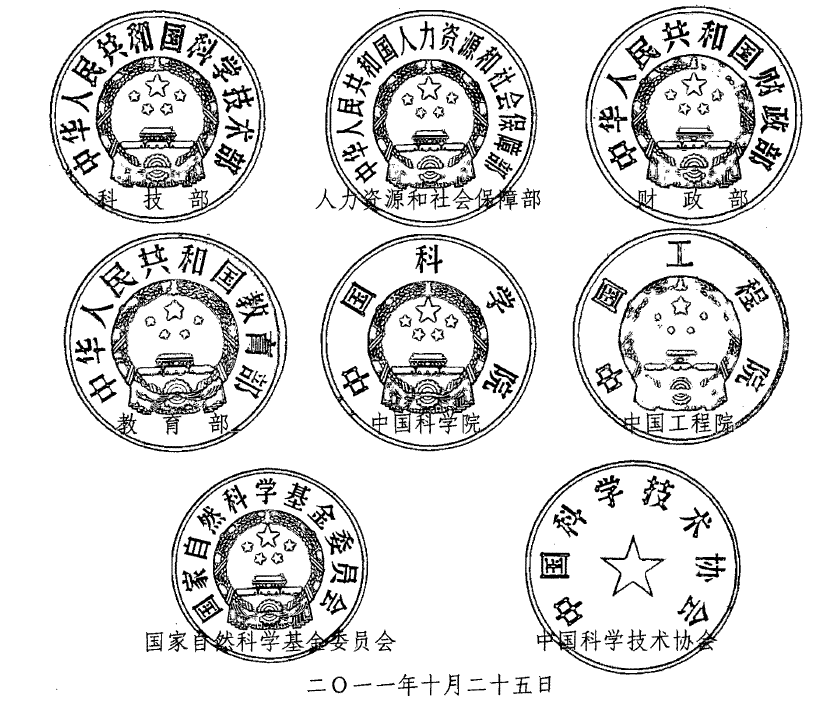 中华人民共和国科学技术部
中华人民共和国人力资源和社会保障部
中华人民共和国财政部
科技部
人力资源和社会保障部
财政部
中华人民共和国教育部
中国科学院
中国工程院
教育部
中国科学院
中国工程院
国家自然科学基金委员会
中国科学技术协会
国家自然科学基金委员会
中国科学技术协会
二〇一一年十月二十五日